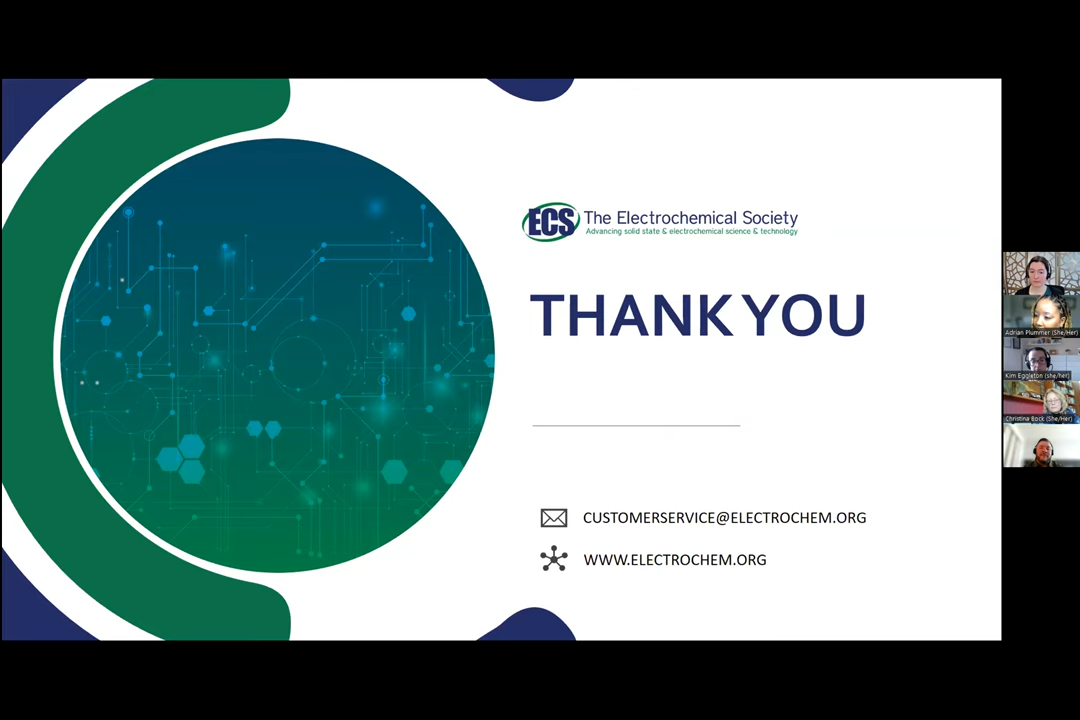 ECS The Electrochemical Society
Advancing solid state & electrochemical science & technology
THANK YOU
CUSTOMERSERVICE@ELECTROCHEM.ORG
WWW.ELECTROCHEM.ORG
Adrian Plummer (She/Her)
Kim Eggleton (she/her)
Christina Bock (She/Her)